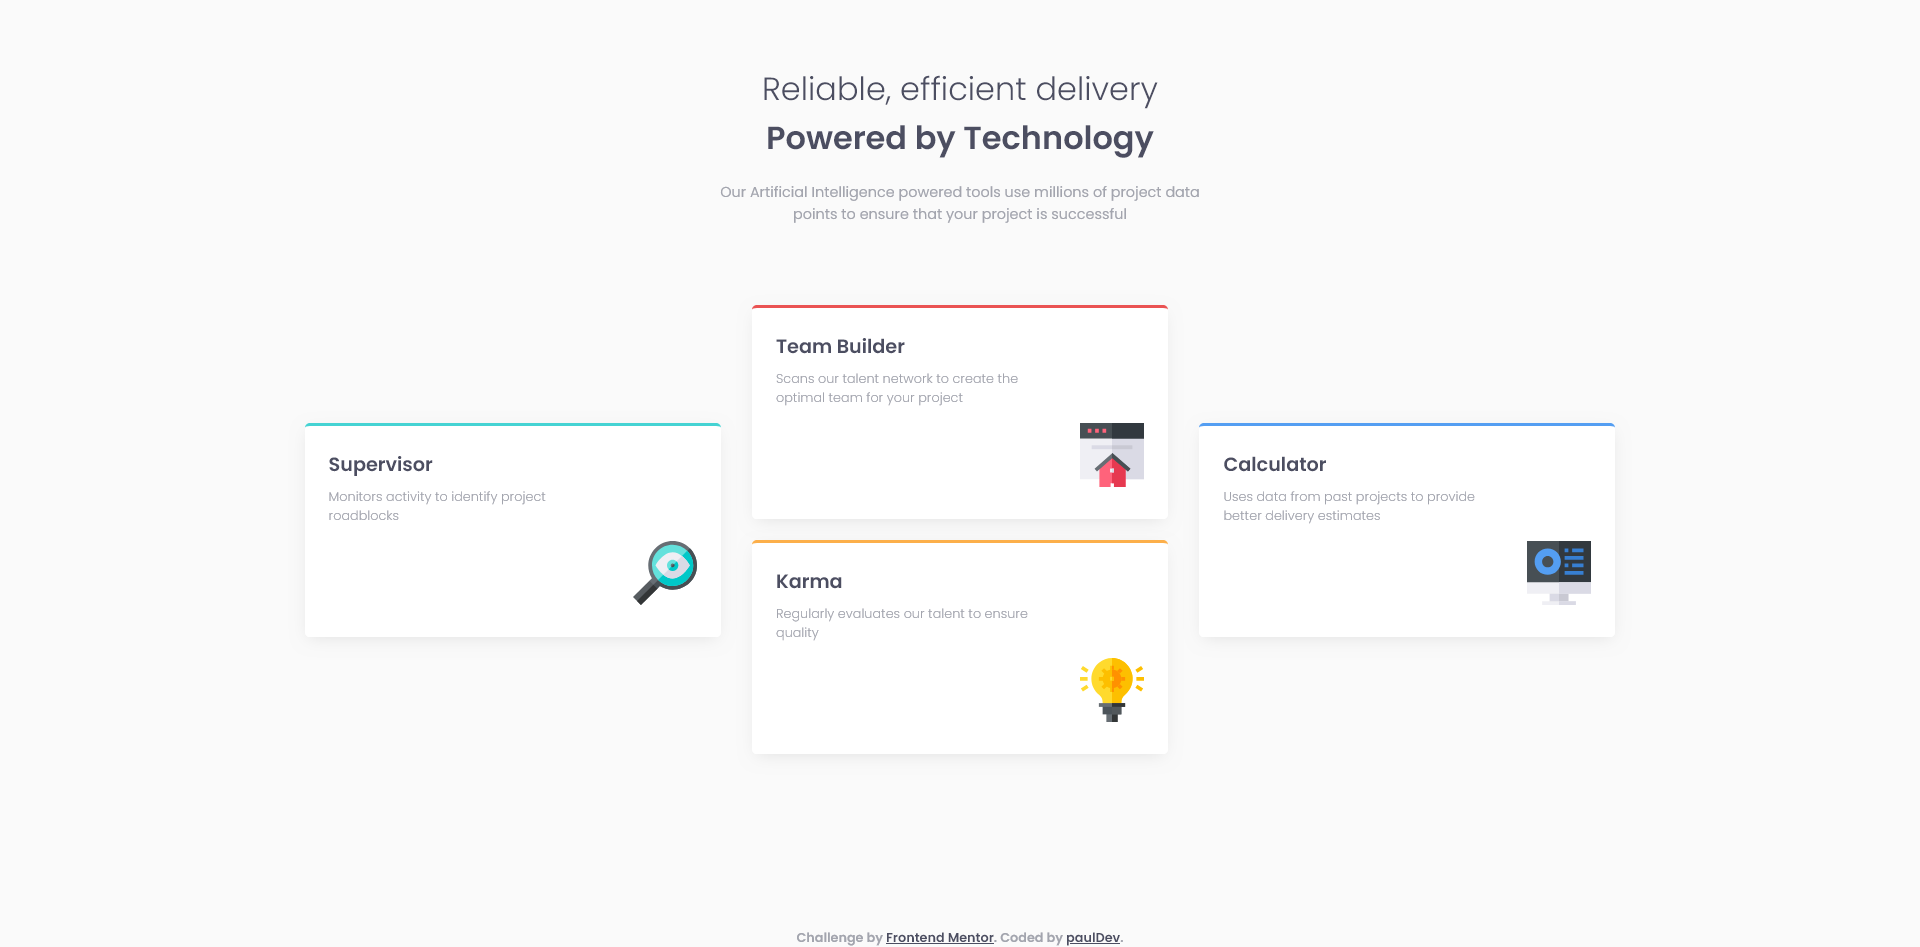 Reliable, efficient delivery
Powered by Technology
Our Artificial Intelligence powered tools use millions of project data
points to ensure that your project is successful
Supervisor
Monitors activity to identify project
roadblocks
Team Builder
Scans our talent network to create the
optimal team for your project
Karma
Regularly evaluates our talent to ensure
quality
Calculator
Uses data from past projects to provide
better delivery estimates
Challenge by Frontend Mentor. Coded by paulDev.